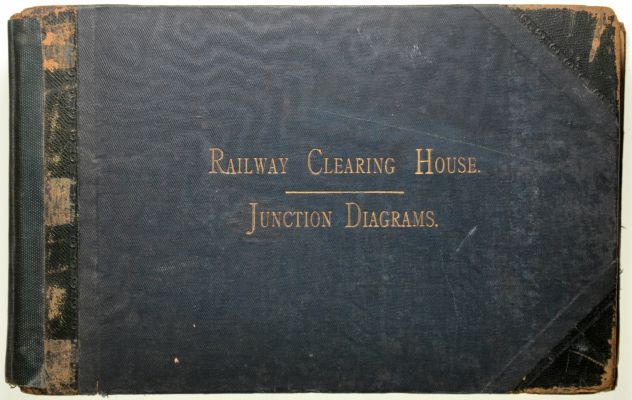 RAILWAY CLEARING HOUSE.
JUNCTION DIAGRAMS.